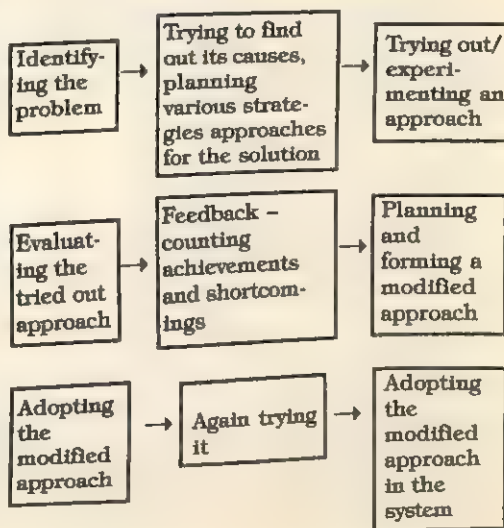 Identify-
ing the
problem
Trying to find
out its causes,
planning
various strate-
gies approaches
for the solution
Trying out/
experi-
menting an
approach
Evaluat-
ing the
tried out
approach
Feedback –
counting
achievements
and shortcom-
ings
Planning
and
forming a
modified
approach
Adopting
the
modified
approach
Again trying
it
Adopting
the
modified
approach
in the
system